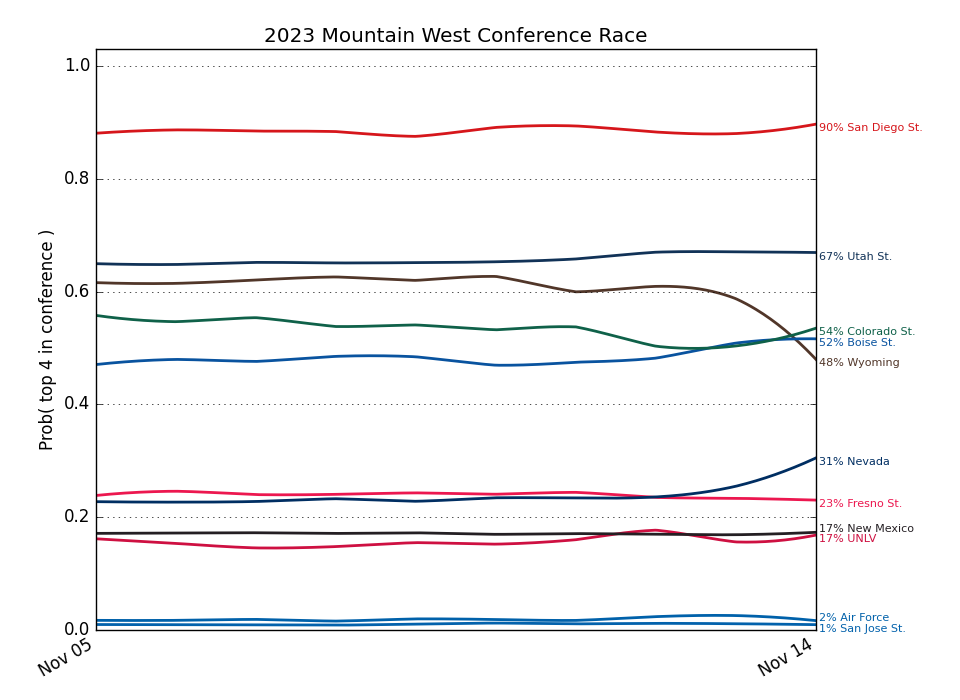 2023 Mountain West Conference Race
1.0
0.8
0.6
0.4
0.2
0.0
Prob( top 4 in conference )
Nov 05
Nov 14
90% San Diego St.
67% Utah St.
54% Colorado St.
52% Boise St.
48% Wyoming
31% Nevada
23% Fresno St.
17% New Mexico
17% UNLV
2% Air Force
1% San Jose St.